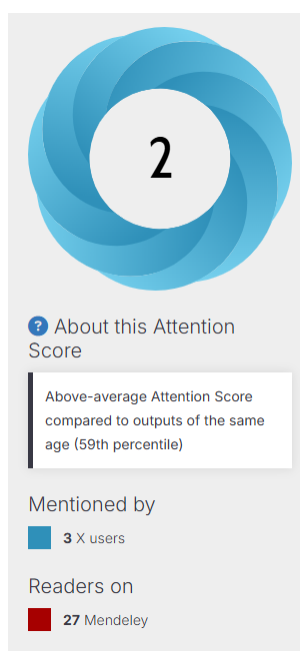 2
? About this Attention
Score
Above-average Attention Score
compared to outputs of the same
age (59th percentile)
Mentioned by
3 X users
Readers on
27 Mendeley